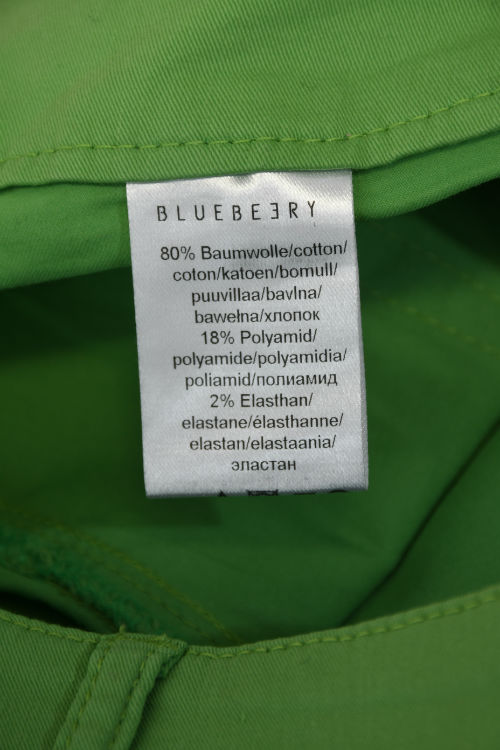 BLUEBEƎRY
80% Baumwolle/cotton/
coton/katoen/bomull/
puuvillaa/bavlna/
bawełna/хлопок
18% Polyamid/
polyamide/polyamidia/
poliamid/полиамид
2% Elasthan/
elastane/élasthanne/
elastan/elastaania/
эластан